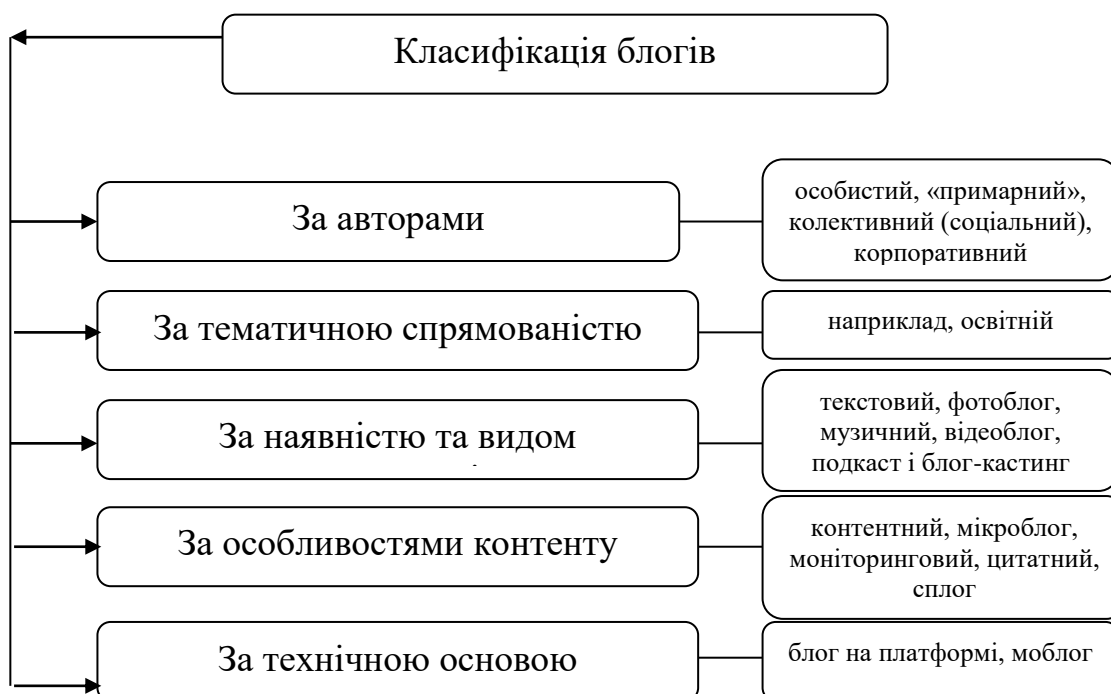 Класифікація блогів
За авторами
особистий, «примарний»,
колективний (соціальний),
корпоративний
За тематичною спрямованістю
наприклад, освітній
За наявністю та видом
текстовий, фотоблог,
музичний, відеоблог,
подкаст і блог-кастинг
За особливостями контенту
контентний, мікроблог,
моніторинговий, цитатний,
сплог
За технічною основою
блог на платформі, моблог